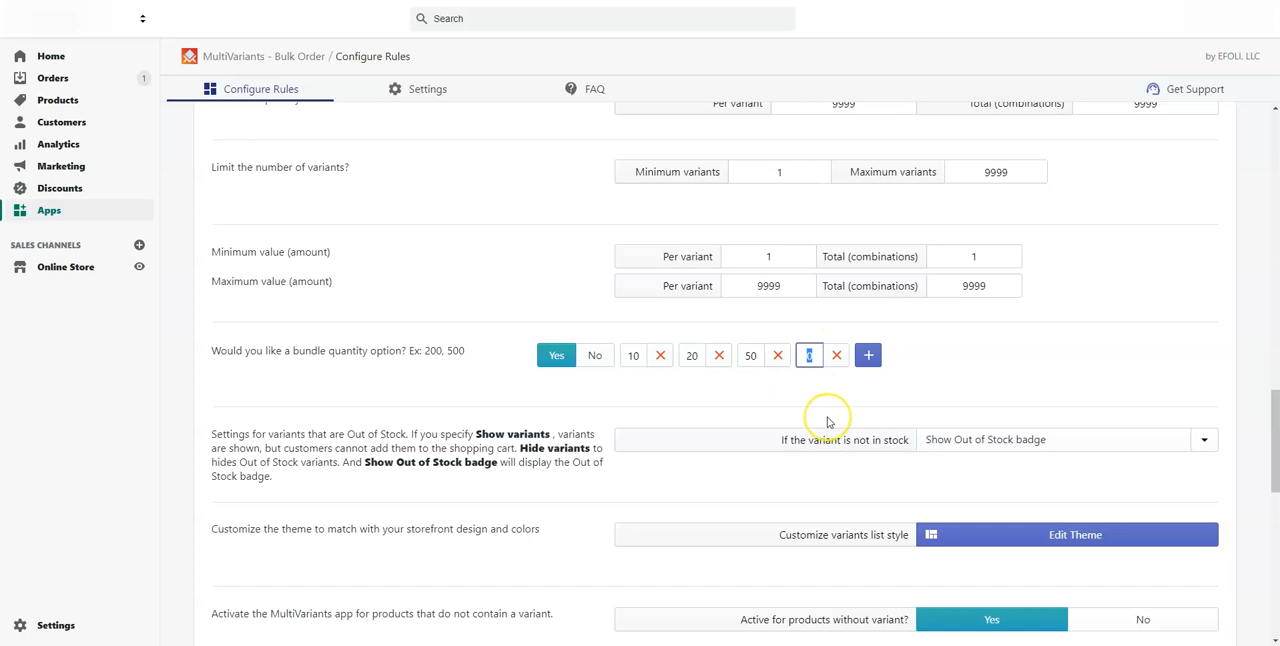 Search
Home
MultiVariants - Bulk Order / Configure Rules
by EFOLI, LLC
Orders
1
Configure Rules
Settings
FAQ
Get Support
Products
Per variant 9999 Total (combinations) 9999
Customers
Analytics
Marketing
Limit the number of variants?
Minimum variants 1 Maximum variants 9999
Discounts
Apps
SALES CHANNELS
Online Store
Minimum value (amount)
Per variant 1 Total (combinations) 1
Maximum value (amount)
Per variant 9999 Total (combinations) 9999
Would you like a bundle quantity option? Ex: 200, 500
Yes No 10 20 50 0 +
Settings for variants that are Out of Stock. If you specify Show variants , variants
are shown, but customers cannot add them to the shopping cart. Hide variants to
hides Out of Stock variants. And Show Out of Stock badge will display the Out of
Stock badge.
If the variant is not in stock Show Out of Stock badge
Customize the theme to match with your storefront design and colors
Customize variants list style Edit Theme
Activate the MultiVariants app for products that do not contain a variant.
Active for products without variant? Yes No
Settings